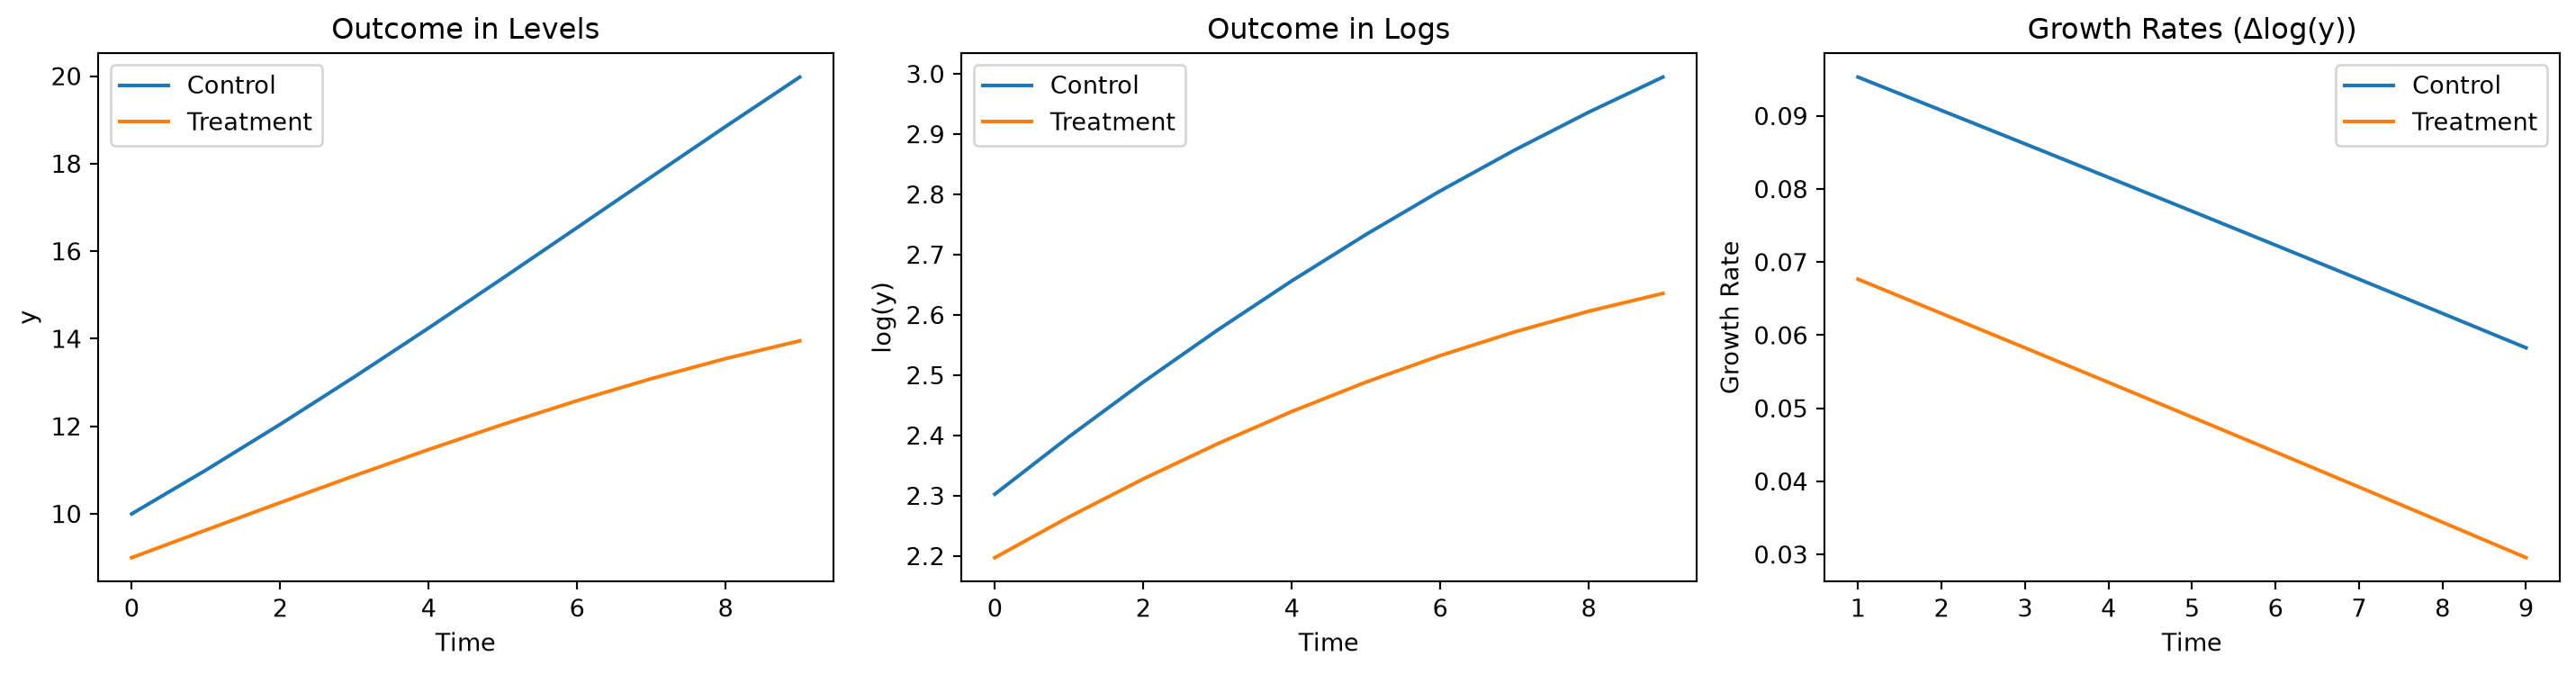 Outcome in Levels
Control
Treatment
20
18
16
14
12
10
y
0 2 4 6 8
Time
Outcome in Logs
Control
Treatment
3.0
2.9
2.8
2.7
2.6
2.5
2.4
2.3
2.2
log(y)
0 2 4 6 8
Time
Growth Rates (Δlog(y))
Control
Treatment
0.09
0.08
0.07
0.06
0.05
0.04
0.03
Growth Rate
1 2 3 4 5 6 7 8 9
Time